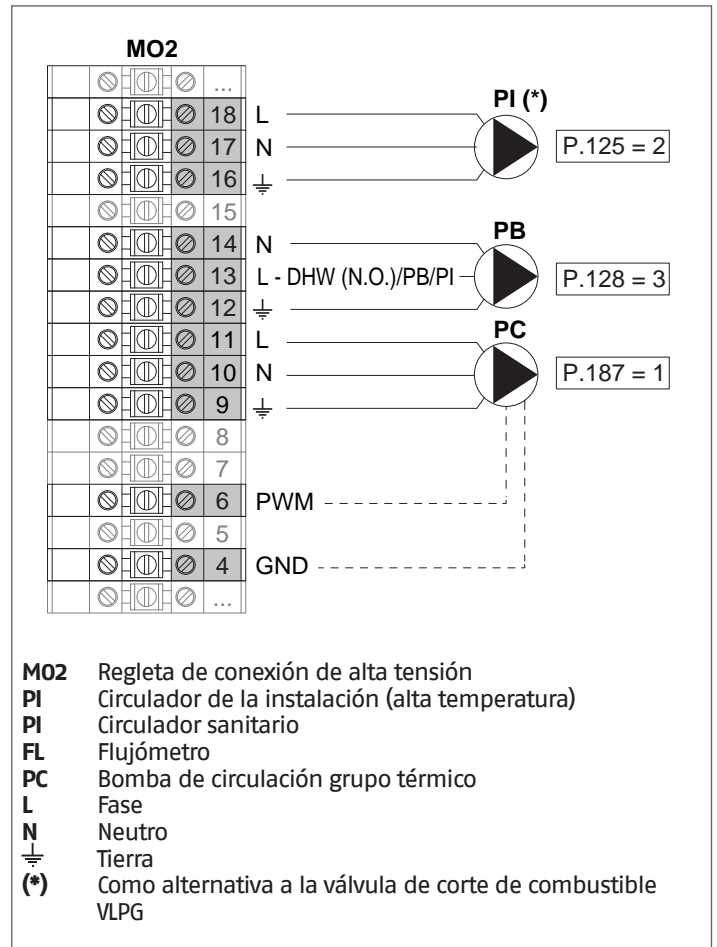 MO2
...
18 L PI (*)
17 N P.125 = 2
16 ⏚
15
14 N PB
13 L - DHW (N.O.)/PB/PI P.128 = 3
12 ⏚
11 L PC
10 N P.187 = 1
9 ⏚
8
7
6 PWM
5
4 GND
...
M02 Regleta de conexión de alta tensión
PI Circulador de la instalación (alta temperatura)
PI Circulador sanitario
FL Flujómetro
PC Bomba de circulación grupo térmico
L Fase
N Neutro
⏚ Tierra
(*) Como alternativa a la válvula de corte de combustible
VLPG